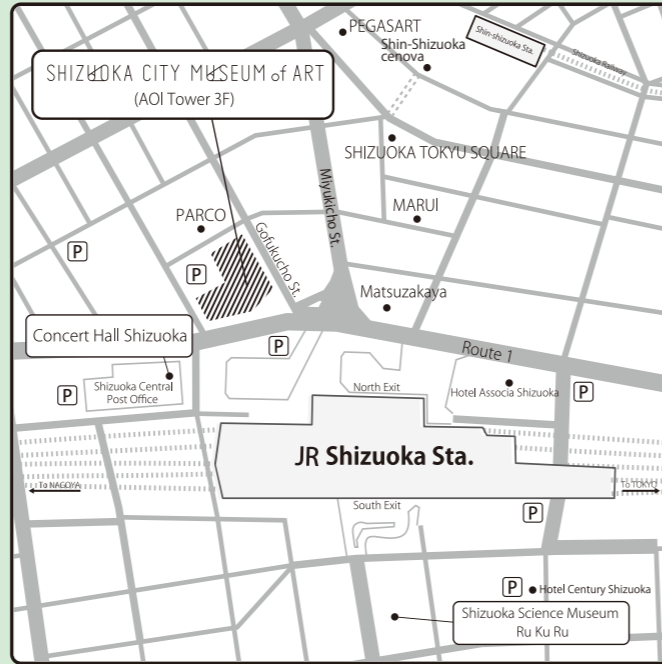 PEGASART
Shin-Shizuoka
cenova
Shin-shizuoka Sta.
Shizuoka Railway
SHIZUOKA CITY MUSEUM of ART
(AOI Tower 3F)
SHIZUOKA TOKYU SQUARE
Miyukicho St.
PARCO
MARUI
P
P
Gofukucho St.
Matsuzakaya
Concert Hall Shizuoka
P
Route 1
Shizuoka Central
Post Office
P
North Exit
Hotel Associa Shizuoka
P
JR Shizuoka Sta.
To NAGOYA
To TOKYO
South Exit
P
P
Hotel Century Shizuoka
Shizuoka Science Museum
Ru Ku Ru